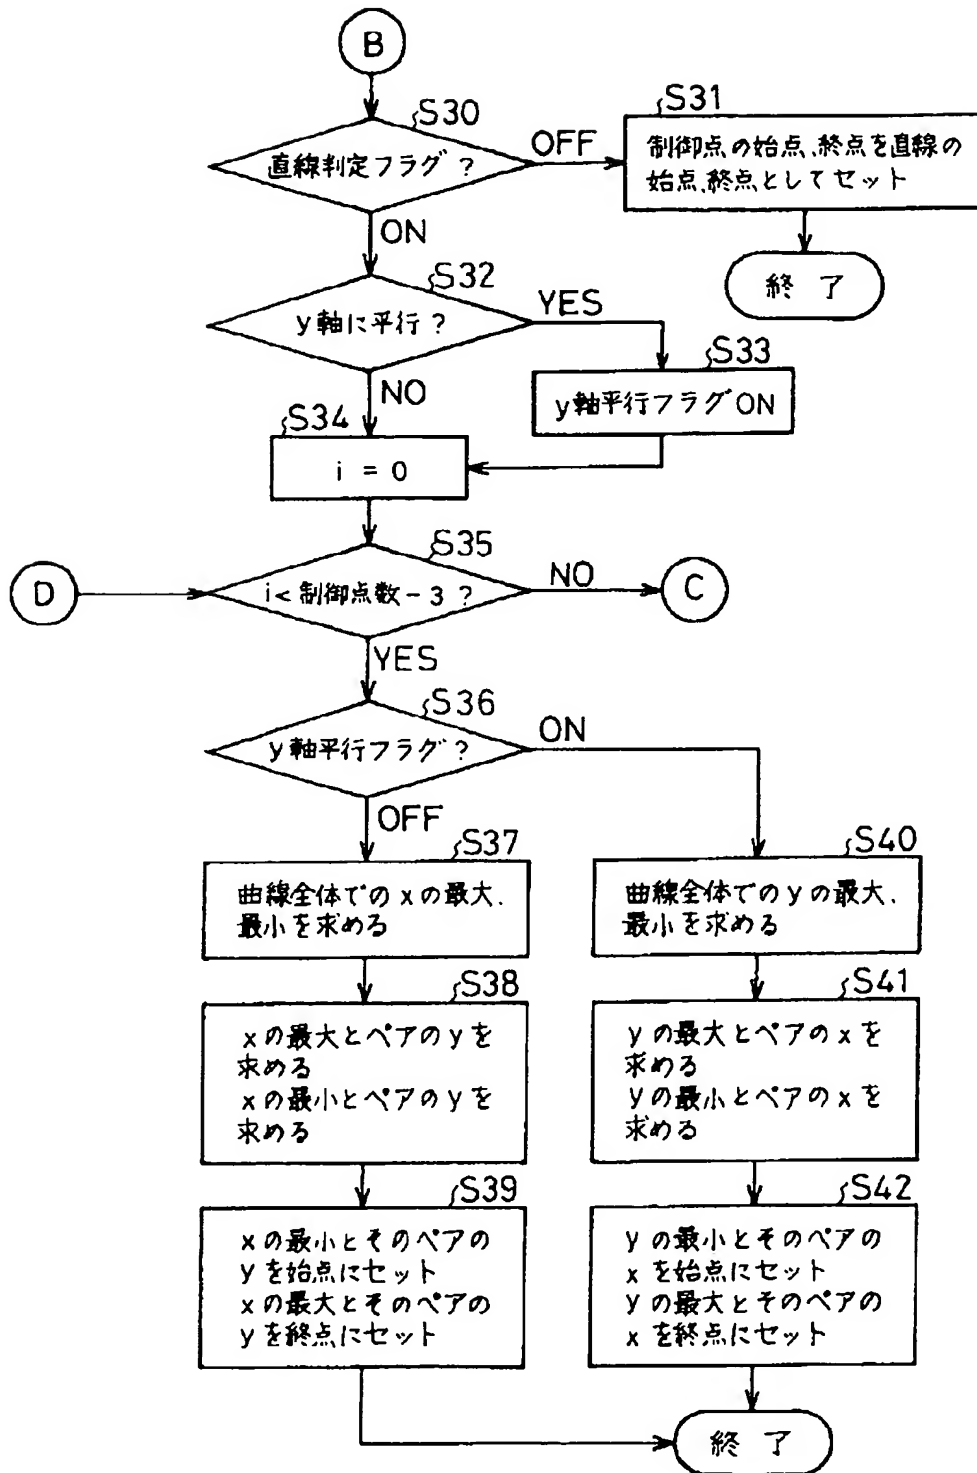 B
S30
直線判定フラグ?
OFF
S31
制御点の始点、終点を直線の
始点、終点としてセット
終了
ON
S32
y軸に平行?
YES
S33
y軸平行フラグON
NO
S34
i = 0
S35
D
i<制御点数-3?
NO
C
YES
S36
y軸平行フラグ?
ON
OFF
S37
曲線全体でのxの最大、
最小を求める
S40
曲線全体でのyの最大、
最小を求める
S38
xの最大とペアのyを
求める
xの最小とペアのyを
求める
S41
yの最大とペアのxを
求める
yの最小とペアのxを
求める
S39
xの最小とそのペアの
yを始点にセット
xの最大とそのペアの
yを終点にセット
S42
yの最小とそのペアの
xを始点にセット
yの最大とそのペアの
xを終点にセット
終了